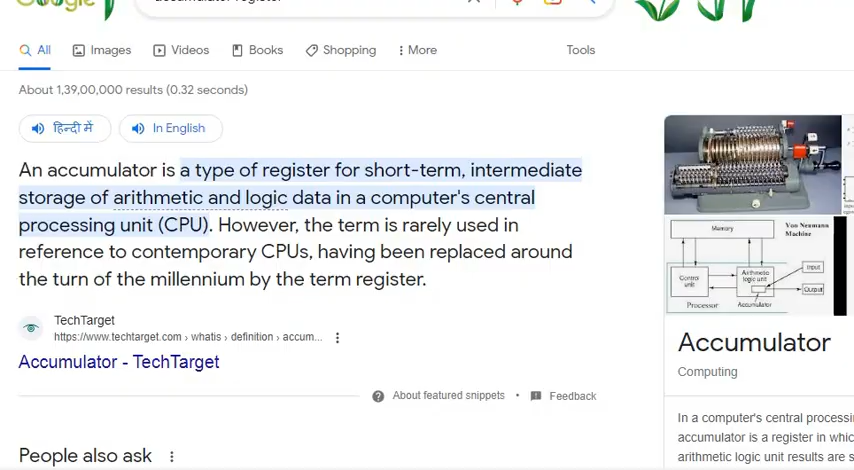 Google
accumulator register
All
Images
Videos
Books
Shopping
More
Tools
About 1,39,00,000 results (0.32 seconds)
हिन्दी में
In English
An accumulator is a type of register for short-term, intermediate
storage of arithmetic and logic data in a computer's central
processing unit (CPU). However, the term is rarely used in
reference to contemporary CPUs, having been replaced around
the turn of the millennium by the term register.
TechTarget
https://www.techtarget.com › whatis › definition › accum...
Accumulator - TechTarget
About featured snippets
•
Feedback
People also ask
Memory
Von Neumann
Machine
Control
unit
Arithmetic
logic unit
Input
Output
Accumulator
Processor
Accumulator
Computing
In a computer's central processin
accumulator is a register in whic
arithmetic logic unit results are s